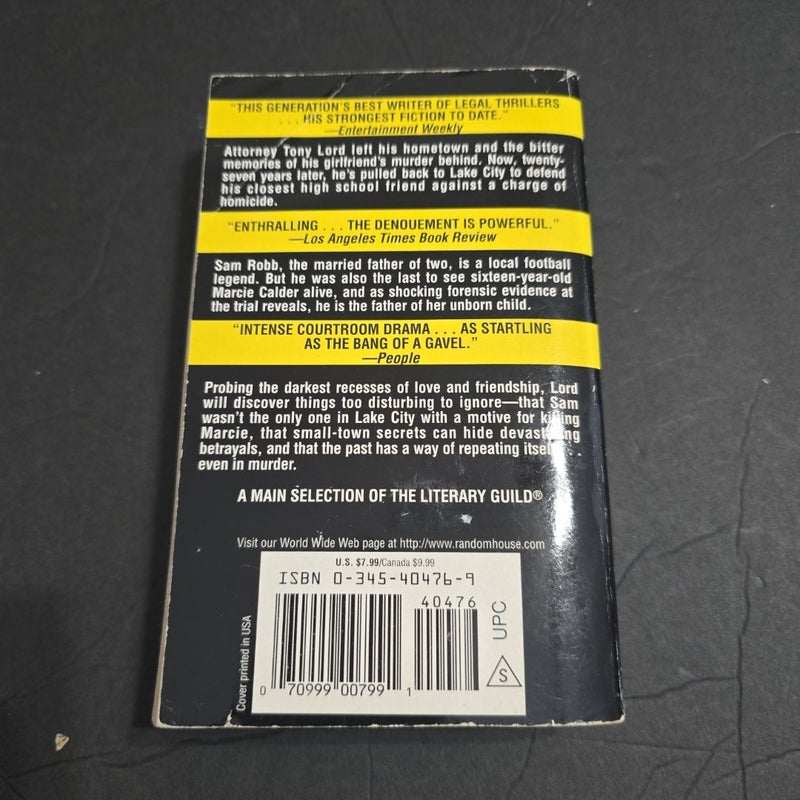 "THIS GENERATION'S BEST WRITER OF LEGAL THRILLERS
. . . HIS STRONGEST FICTION TO DATE."
—Entertainment Weekly
Attorney Tony Lord left his hometown and the bitter
memories of his girlfriend's murder behind. Now, twenty-
seven years later, he's pulled back to Lake City to defend
his closest high school friend against a charge of
homicide.
"ENTHRALLING . . . THE DENOUEMENT IS POWERFUL."
—Los Angeles Times Book Review
Sam Robb, the married father of two, is a local football
legend. But he was also the last to see sixteen-year-old
Marcie Calder alive, and as shocking forensic evidence at
the trial reveals, he is the father of her unborn child.
"INTENSE COURTROOM DRAMA . . . AS STARTLING
AS THE BANG OF A GAVEL."
—People
Probing the darkest recesses of love and friendship, Lord
will discover things too disturbing to ignore—that Sam
wasn't the only one in Lake City with a motive for killing
Marcie, that small-town secrets can hide devastating
betrayals, and that the past has a way of repeating itself . . .
even in murder.
A MAIN SELECTION OF THE LITERARY GUILD®
Visit our World Wide Web page at http://www.randomhouse.com
U.S. $7.99/Canada $9.99
ISBN 0-345-40476-9
40476
UPC
S
0 70999 00799 1
Cover printed in USA